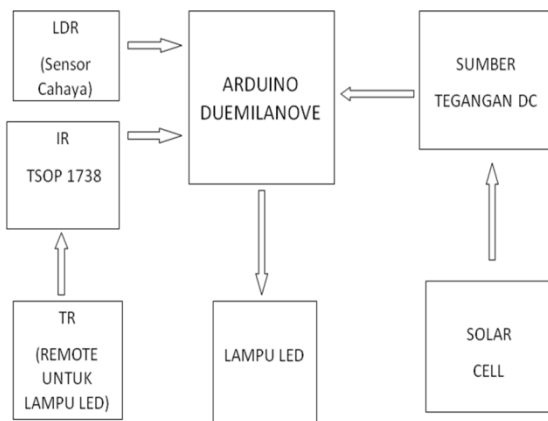 LDR
(Sensor
Cahaya)
ARDUINO
DUEMILANOVE
SUMBER
TEGANGAN DC
IR
TSOP 1738
TR
(REMOTE
UNTUK
LAMPU LED)
LAMPU LED
SOLAR
CELL